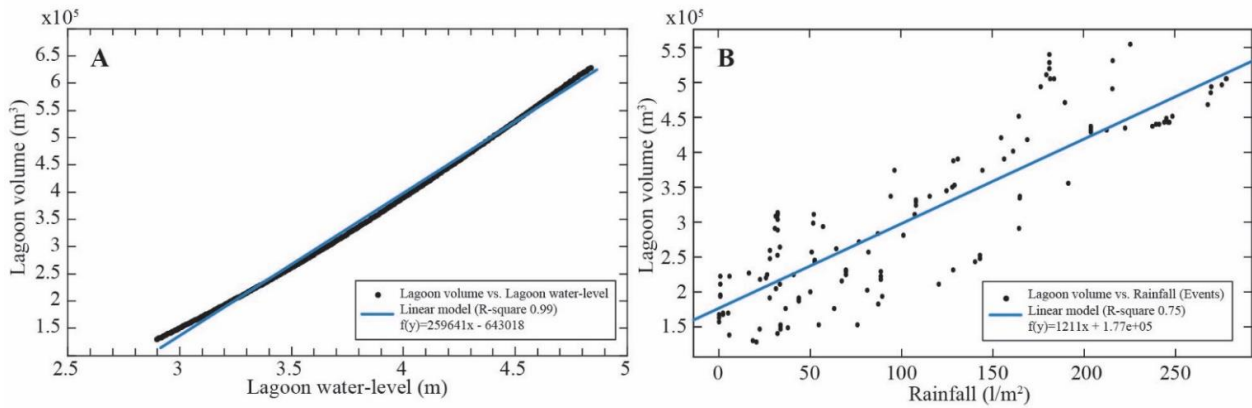 x10⁵
6.5
6
5.5
5
4.5
4
3.5
3
2.5
2
1.5
1
Lagoon volume (m³)
A
Lagoon volume vs. Lagoon water-level
Linear model (R-square 0.99)
f(y)=259641x - 643018
2.5 3 3.5 4 4.5 5
Lagoon water-level (m)
x10⁵
5.5
5
4.5
4
3.5
3
2.5
2
1.5
1
Lagoon volume (m³)
B
Lagoon volume vs. Rainfall (Events)
Linear model (R-square 0.75)
f(y)=1211x + 1.77e+05
0 50 100 150 200 250
Rainfall (l/m²)